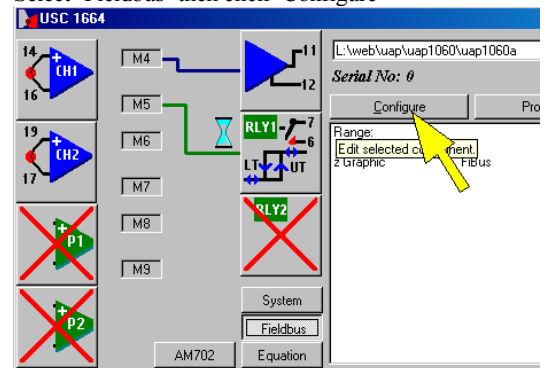 Select "Fieldbus" then click "Configure"
USC 1664
14
CH1
16
19
CH2
17
P1
P2
M4
M5
M6
M7
M8
M9
AM702
11
12
RLY1
7
6
LT
UT
RLY2
System
Fieldbus
Equation
L:\web\uap\uap1060\uap1060a
Serial No: 0
Configure
Pro
Range:
Edit selected
2 Graphic
FiBus